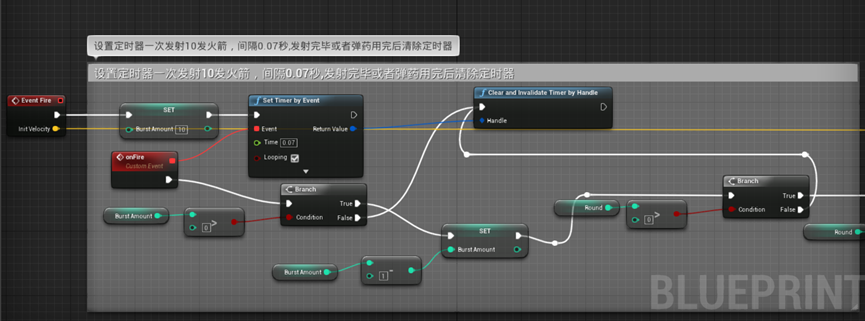 设置定时器一次发射10发火箭，间隔0.07秒,发射完毕或者弹药用完后清除定时器
设置定时器一次发射10发火箭，间隔0.07秒,发射完毕或者弹药用完后清除定时器
Event Fire
Init Velocity
SET
Burst Amount 10
Set Timer by Event
Event
Return Value
Time 0.07
Looping
Clear and Invalidate Timer by Handle
Handle
onFire
Custom Event
Branch
True
Condition
False
Burst Amount
>
0
SET
Burst Amount
Burst Amount
-
1
Round
>
0
Branch
True
Condition
False
Round
BLUEPRINT